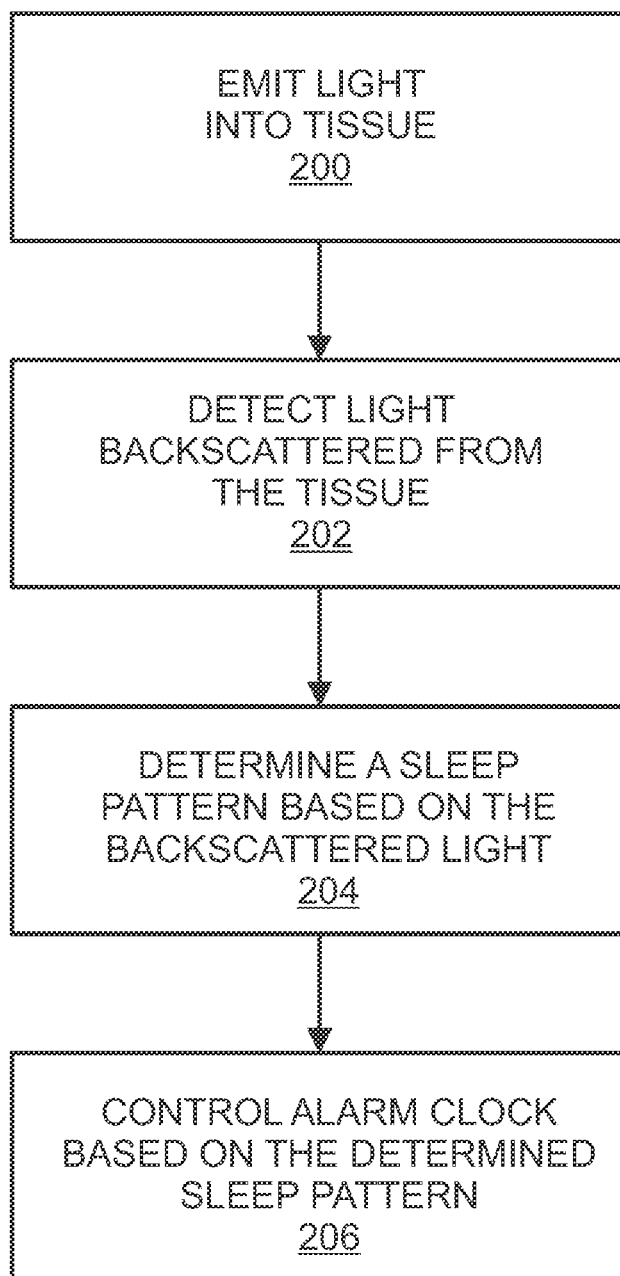 EMIT LIGHT
INTO TISSUE
200
DETECT LIGHT
BACKSCATTERED FROM
THE TISSUE
202
DETERMINE A SLEEP
PATTERN BASED ON THE
BACKSCATTERED LIGHT
204
CONTROL ALARM CLOCK
BASED ON THE DETERMINED
SLEEP PATTERN
206